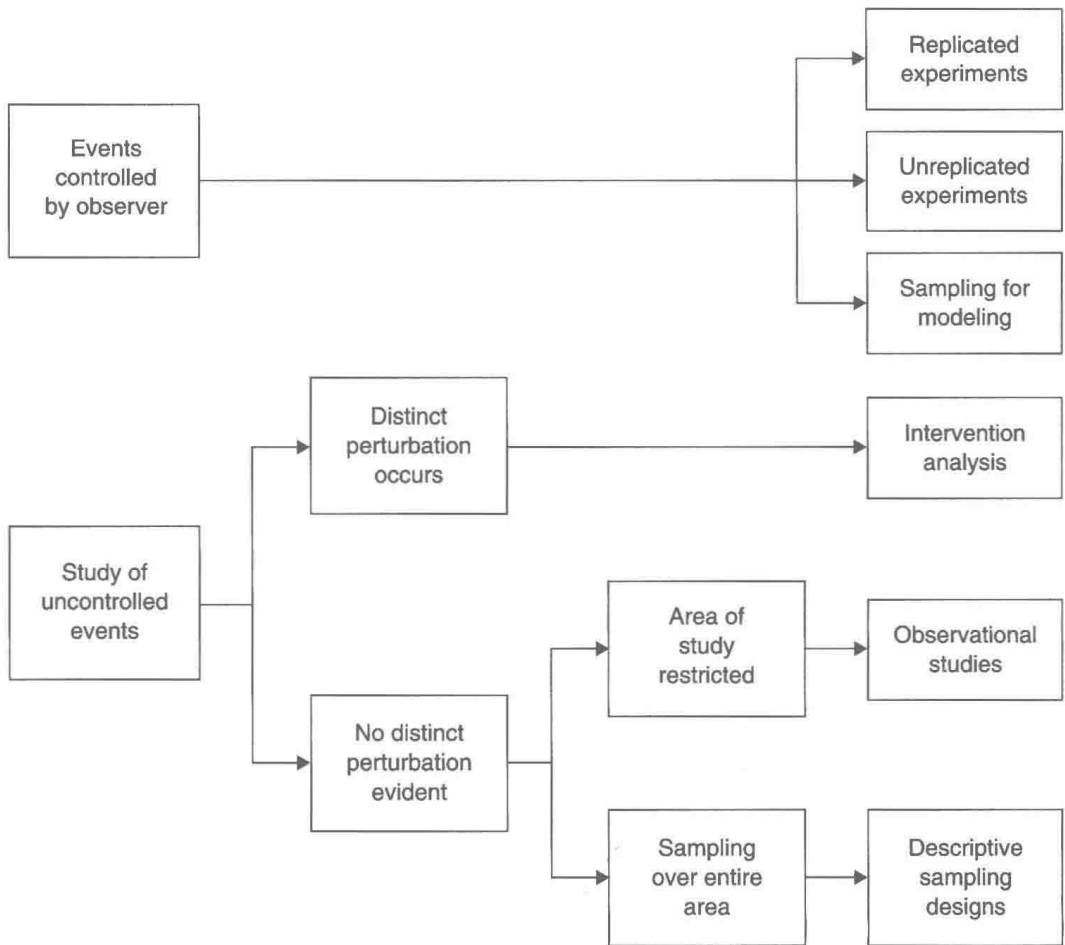 Replicated
experiments
Events
controlled
by observer
Unreplicated
experiments
Sampling for
modeling
Distinct
perturbation
occurs
Intervention
analysis
Study of
uncontrolled
events
Area of
study
restricted
Observational
studies
No distinct
perturbation
evident
Sampling
over entire
area
Descriptive
sampling
designs